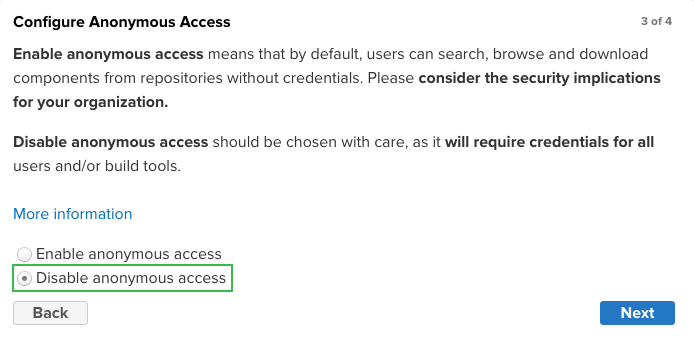 Configure Anonymous Access
3 of 4
Enable anonymous access means that by default, users can search, browse and download
components from repositories without credentials. Please consider the security implications
for your organization.
Disable anonymous access should be chosen with care, as it will require credentials for all
users and/or build tools.
More information
Enable anonymous access
Disable anonymous access
Back
Next